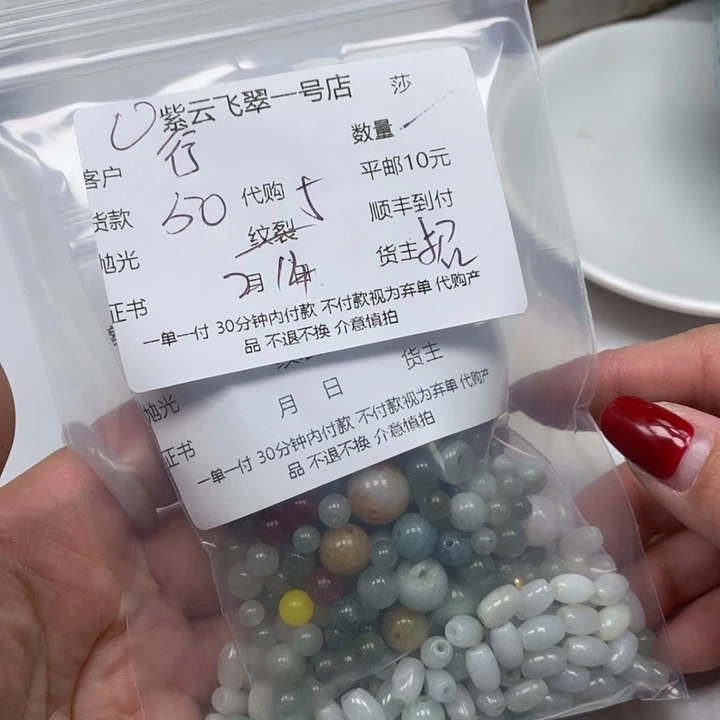 紫云飞翠一号店 莎
客户 行 数量
货款 50 代购 5 平邮10元
抛光 纹裂 顺丰到付
证书 2月14 货主
一单一付 30分钟内付款 不付款视为弃单 代购产
品 不退不换 介意慎拍
货主
抛光 月 日
证书
一单一付 30分钟内付款 不付款视为弃单 代购产
品 不退不换 介意慎拍